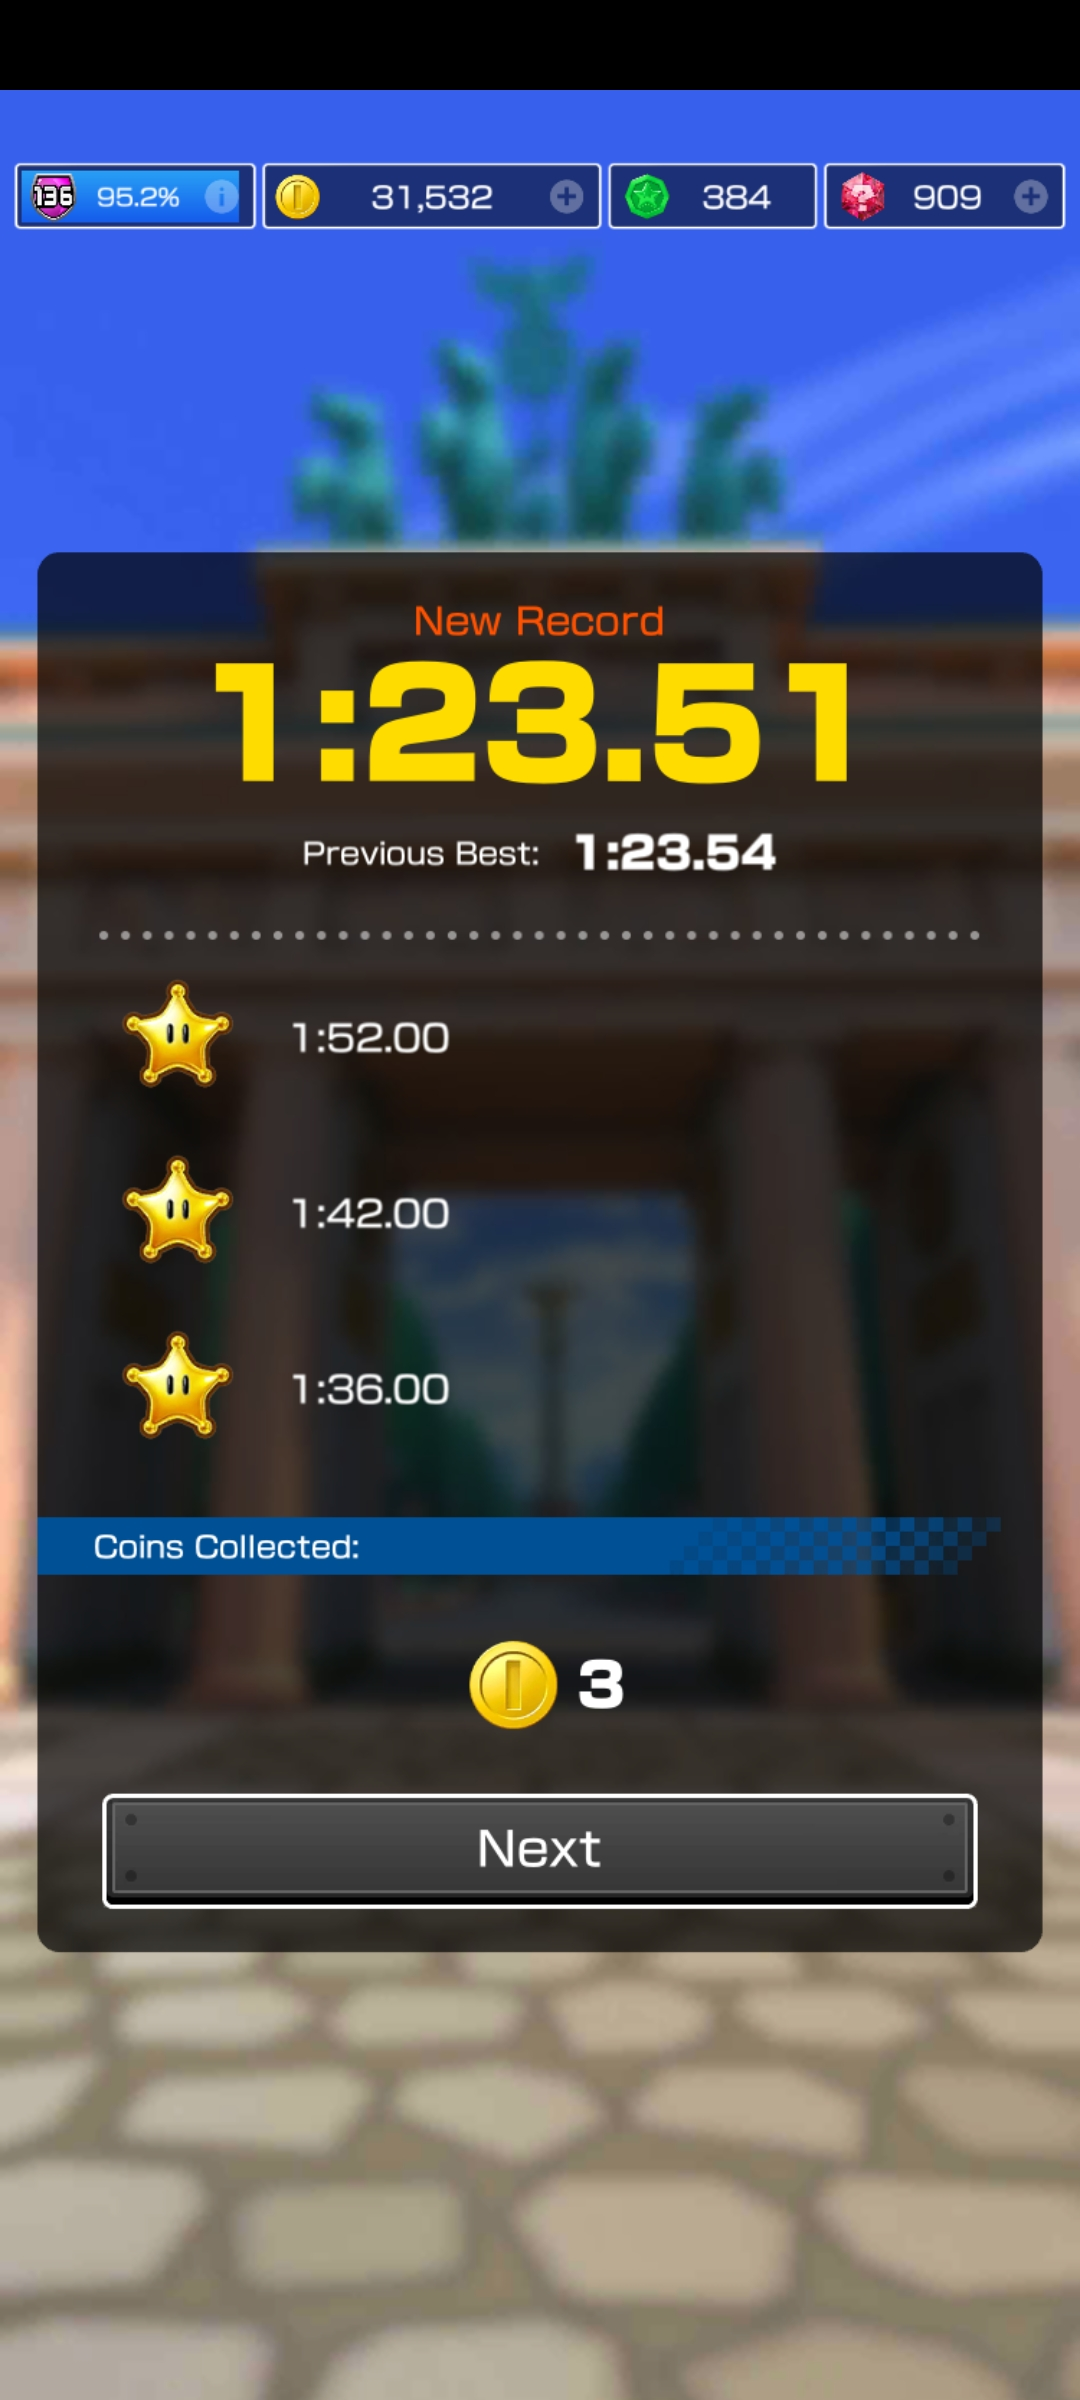 136 95.2% i 31,532 + 384 ? 909 +
New Record
1:23.51
Previous Best: 1:23.54
1:52.00
1:42.00
1:36.00
Coins Collected:
3
Next